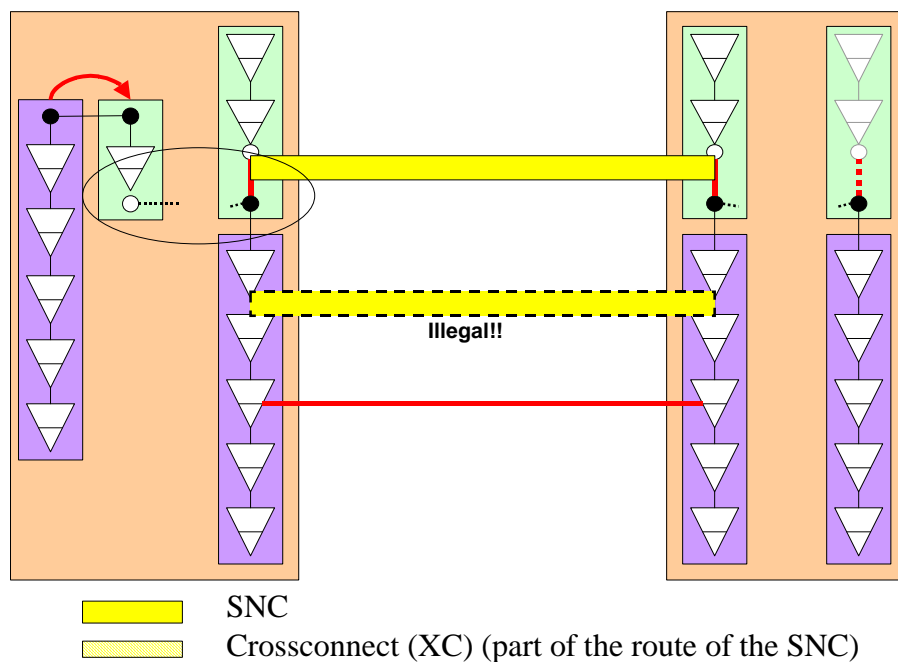 Illegal!!
SNC
Crossconnect (XC) (part of the route of the SNC)